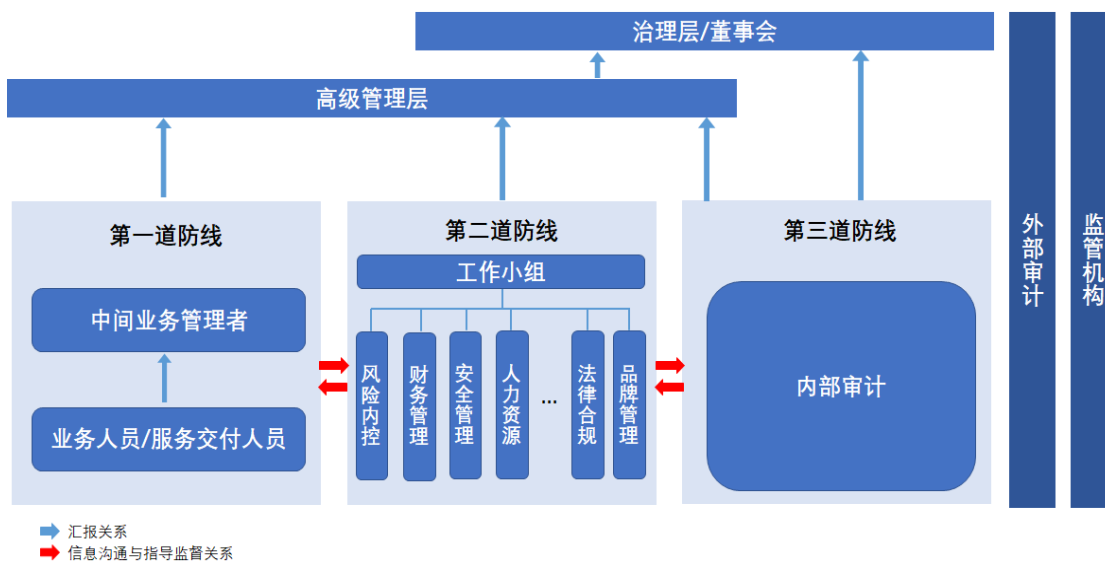 治理层/董事会
高级管理层
第一道防线
中间业务管理者
业务人员/服务交付人员
第二道防线
工作小组
风险内控
财务管理
安全管理
人力资源
...
法律合规
品牌管理
第三道防线
内部审计
外部审计
监管机构
汇报关系
信息沟通与指导监督关系